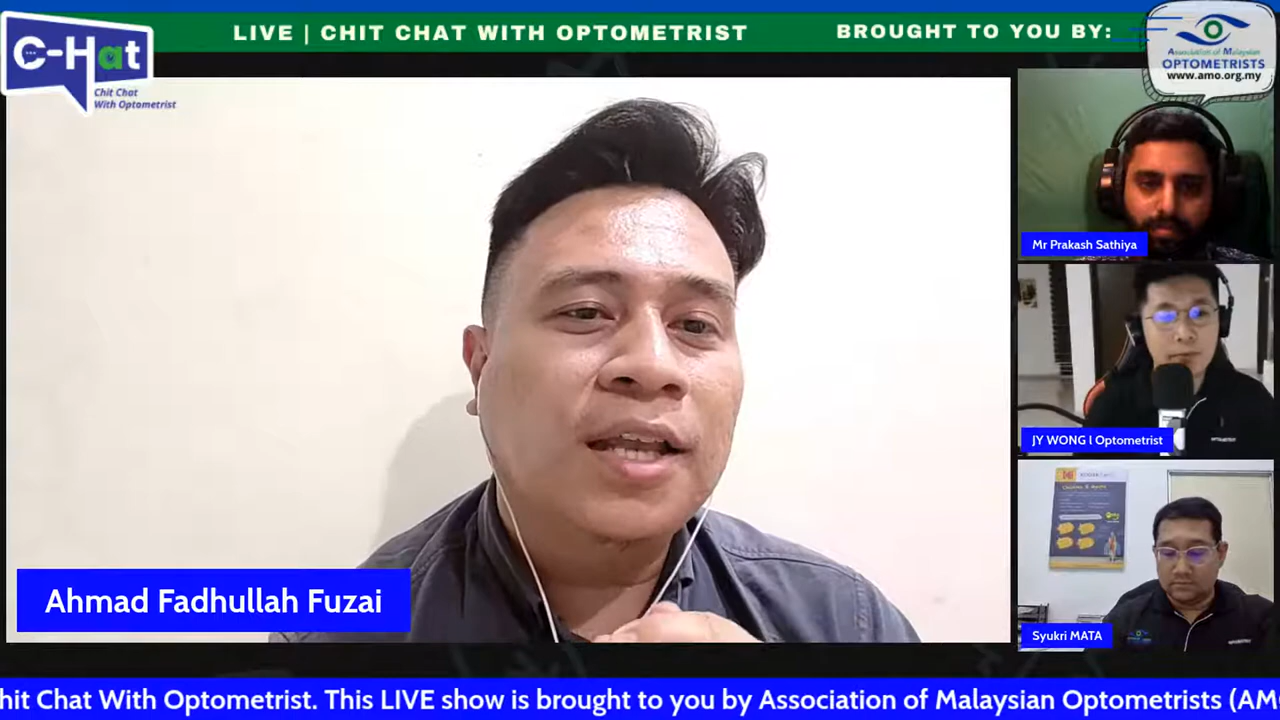 C-Hat
Chit Chat
With Optometrist
LIVE | CHIT CHAT WITH OPTOMETRIST
BROUGHT TO YOU BY:
Association of Malaysian
OPTOMETRISTS
www.amo.org.my
Mr Prakash Sathiya
JY WONG l Optometrist
Syukri MATA
Ahmad Fadhullah Fuzai
hit Chat With Optometrist. This LIVE show is brought to you by Association of Malaysian Optometrists (AM